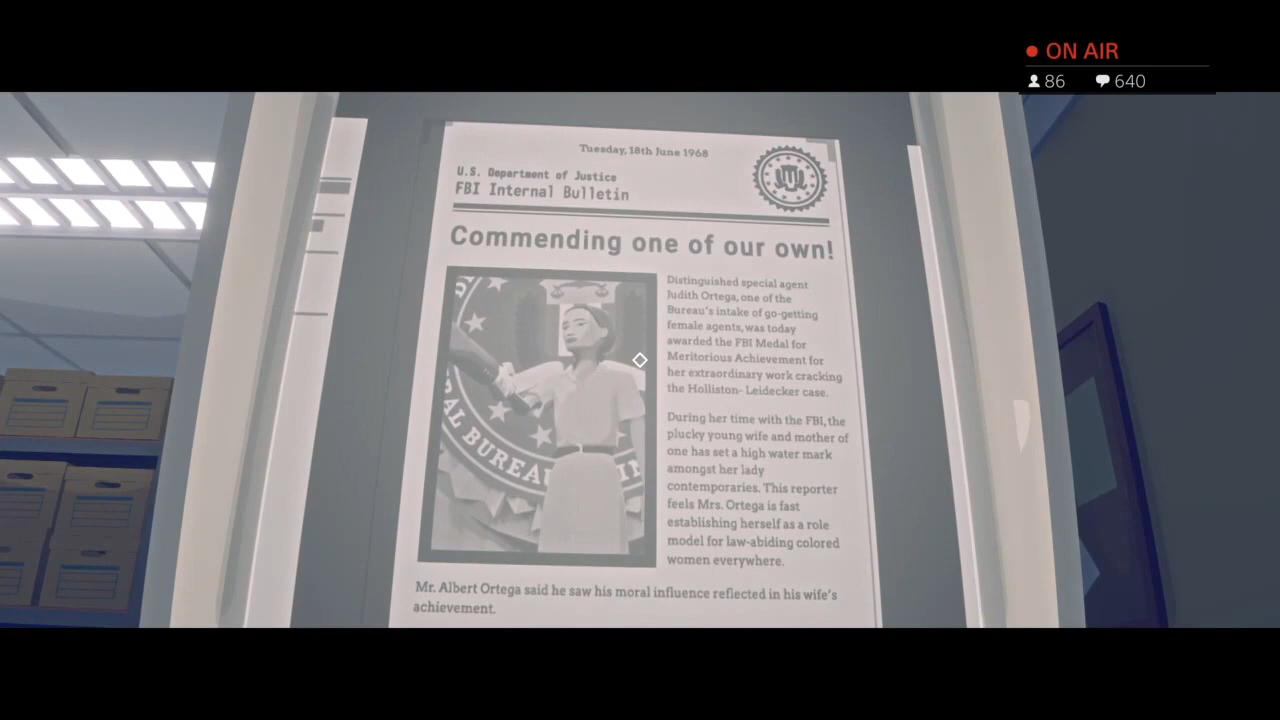 ON AIR
86 640
Tuesday, 18th June 1968
U.S. Department of Justice
FBI Internal Bulletin
Commending one of our own!
Distinguished special agent
Judith Ortega, one of the
Bureau's intake of go-getting
female agents, was today
awarded the FBI Medal for
Meritorious Achievement for
her extraordinary work cracking
the Holliston- Leidecker case.
During her time with the FBI, the
plucky young wife and mother of
one has set a high water mark
amongst her lady
contemporaries. This reporter
feels Mrs. Ortega is fast
establishing herself as a role
model for law-abiding colored
women everywhere.
RAL BUREAU IN
Mr. Albert Ortega said he saw his moral influence reflected in his wife's
achievement.